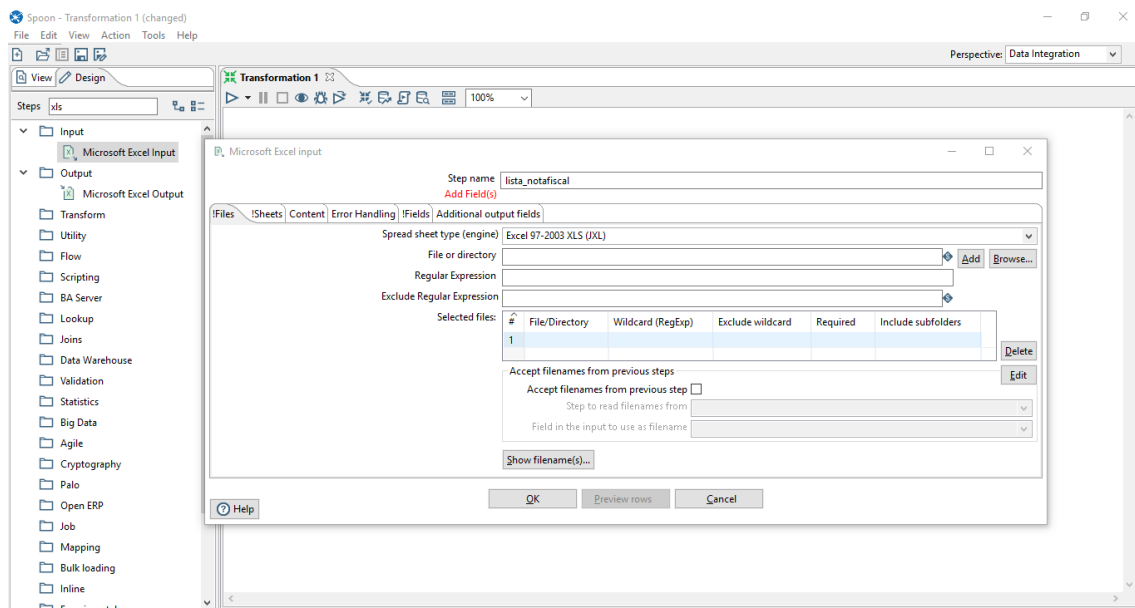 Spoon - Transformation 1 (changed)
File Edit View Action Tools Help
Perspective: Data Integration
View Design
Transformation 1
Steps xls
100%
Input
Microsoft Excel Input
Output
Microsoft Excel Output
Transform
Utility
Flow
Scripting
BA Server
Lookup
Joins
Data Warehouse
Validation
Statistics
Big Data
Agile
Cryptography
Palo
Open ERP
Job
Mapping
Bulk loading
Inline
Microsoft Excel input
Step name lista_notafiscal
Add Field(s)
!Files !Sheets Content Error Handling !Fields Additional output fields
Spread sheet type (engine) Excel 97-2003 XLS (JXL)
File or directory Add Browse...
Regular Expression
Exclude Regular Expression
Selected files: # File/Directory Wildcard (RegExp) Exclude wildcard Required Include subfolders
1
Delete
Accept filenames from previous steps
Edit
Accept filenames from previous step
Step to read filenames from
Field in the input to use as filename
Show filename(s)...
OK Preview rows Cancel
Help